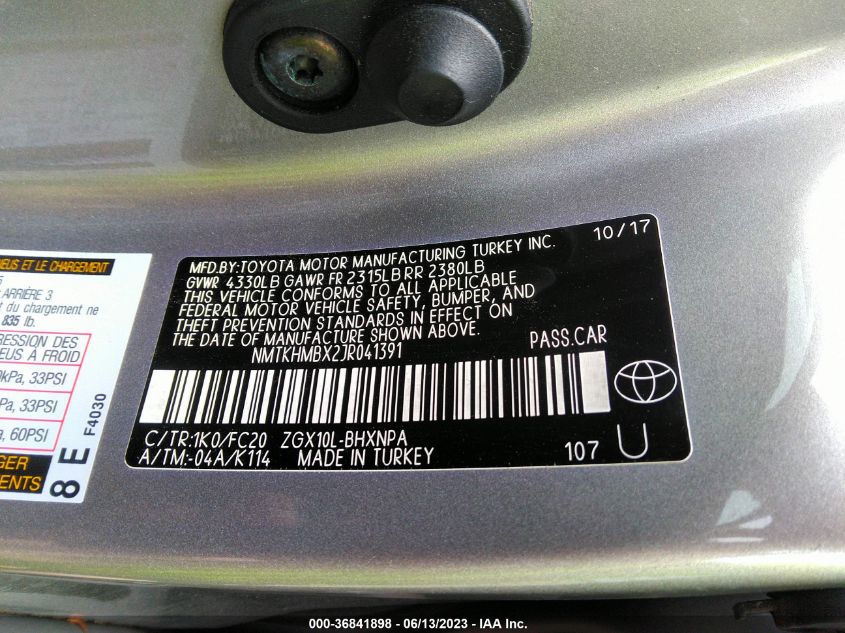 EUS ET LE CHARGEMENT
ARRIÈRE 3
t du chargement ne
835 lb.
RESSION DES
EUS À FROID
kPa, 33PSI
Pa, 33PSI
a, 60PSI
GER
ENTS
8 E F4030
10/17
MFD.BY:TOYOTA MOTOR MANUFACTURING TURKEY INC.
GVWR 4330LB GAWR FR 2315LB RR 2380LB
THIS VEHICLE CONFORMS TO ALL APPLICABLE
FEDERAL MOTOR VEHICLE SAFETY, BUMPER, AND
THEFT PREVENTION STANDARDS IN EFFECT ON
THE DATE OF MANUFACTURE SHOWN ABOVE.
NMTKHMBX2JR041391 PASS.CAR
C/TR:1K0/FC20 ZGX10L-BHXNPA
A/TM:-04A/K114 MADE IN TURKEY 107 U
000-36841898 - 06/13/2023 - IAA Inc.